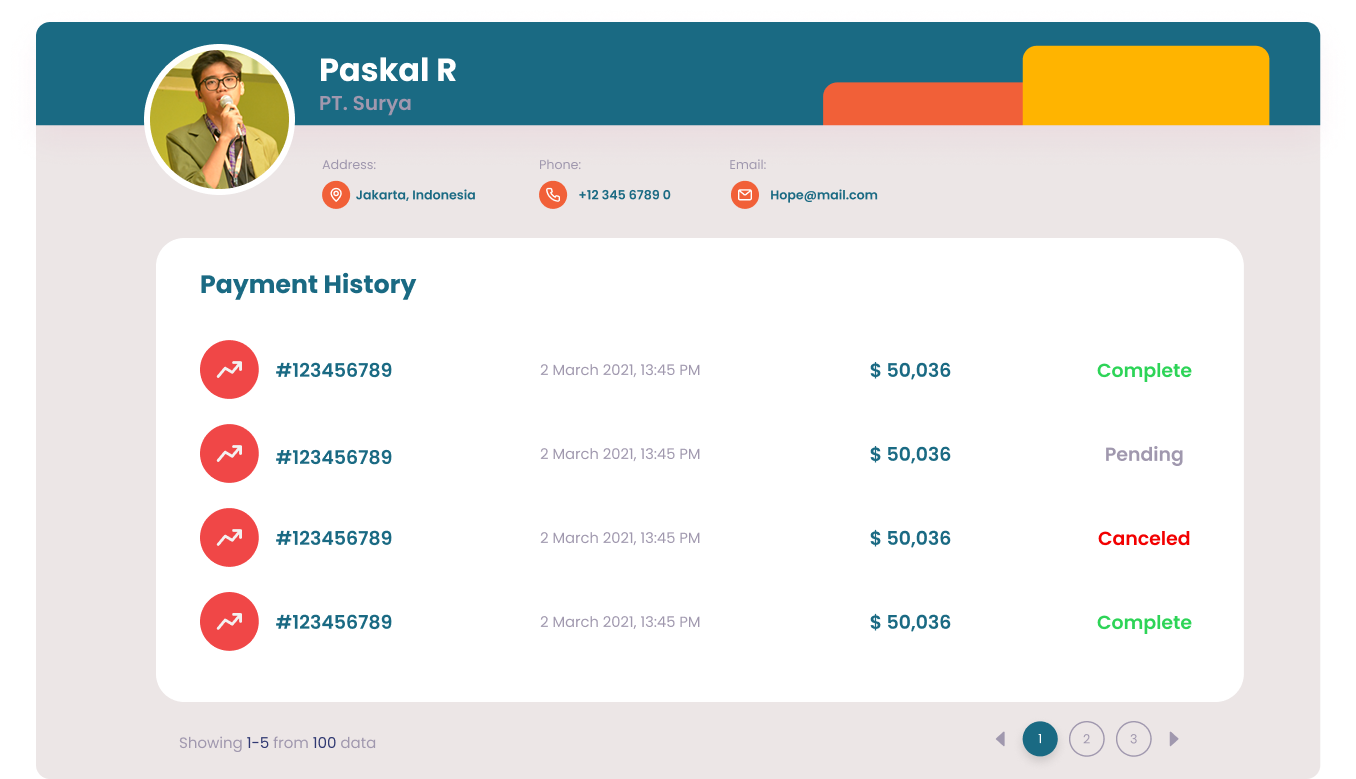 Paskal R
PT. Surya
Address:
Phone:
Email:
Jakarta, Indonesia
+12 345 6789 0
Hope@mail.com
Payment History
#123456789 2 March 2021, 13:45 PM $ 50,036 Complete
#123456789 2 March 2021, 13:45 PM $ 50,036 Pending
#123456789 2 March 2021, 13:45 PM $ 50,036 Canceled
#123456789 2 March 2021, 13:45 PM $ 50,036 Complete
Showing 1-5 from 100 data
1 2 3